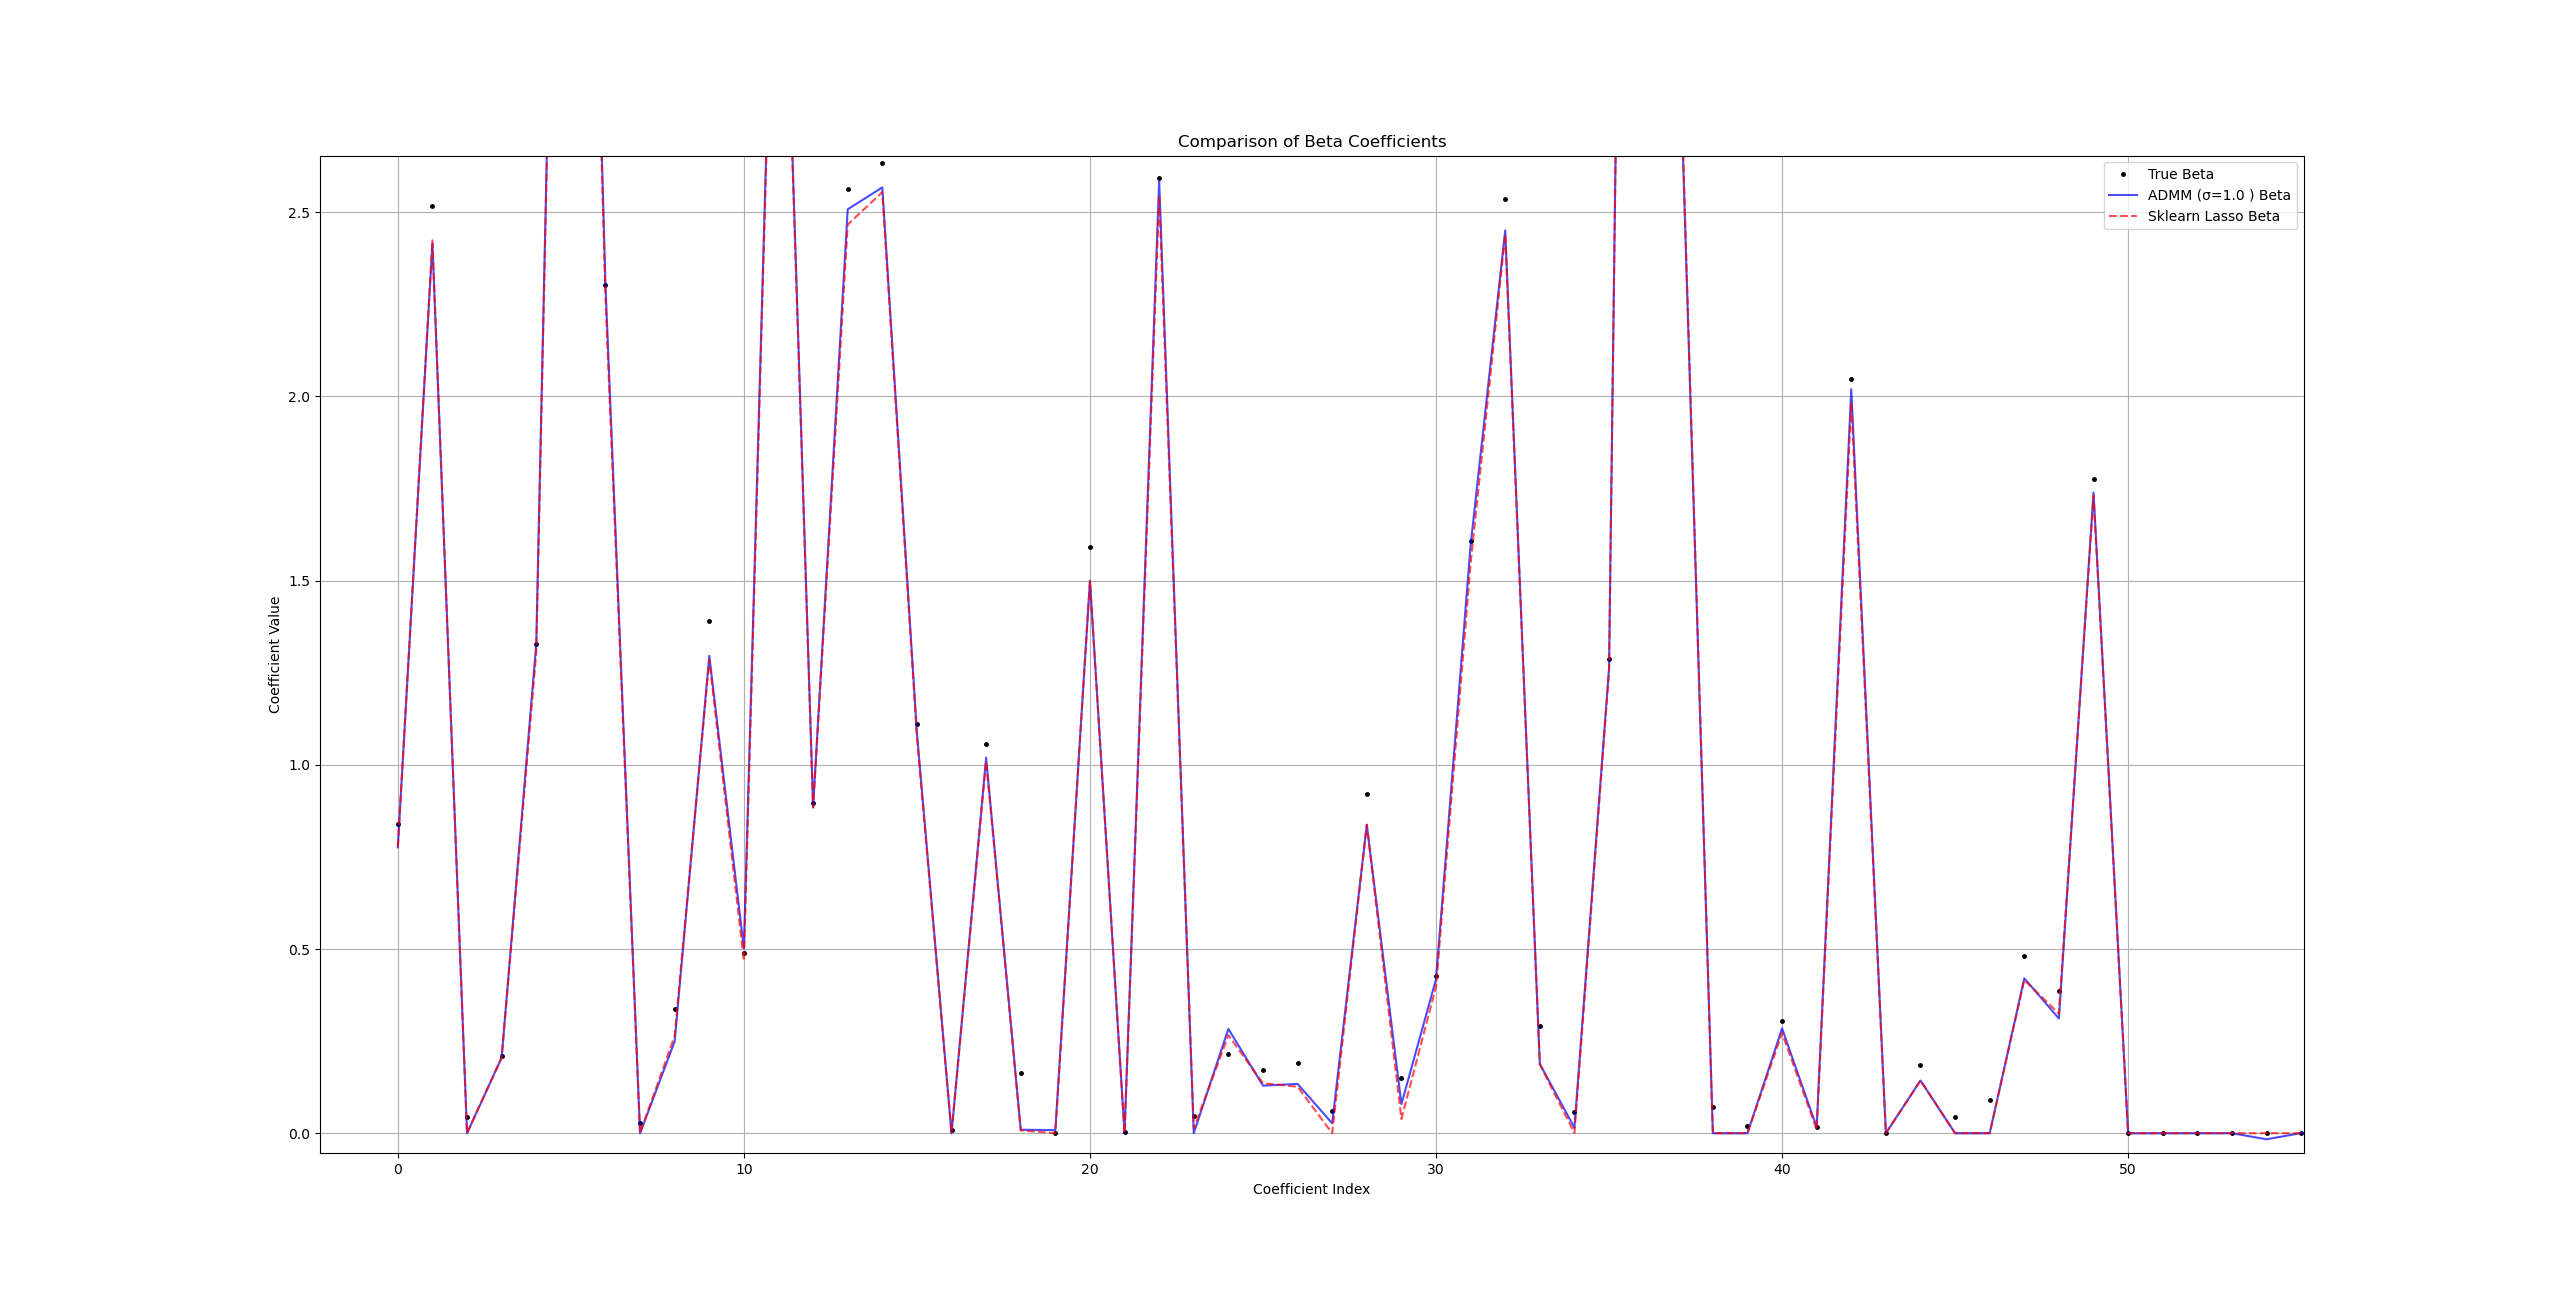 Comparison of Beta Coefficients
True Beta
ADMM (σ=1.0 ) Beta
Sklearn Lasso Beta
Coefficient Value
2.5
2.0
1.5
1.0
0.5
0.0
0 10 20 30 40 50
Coefficient Index